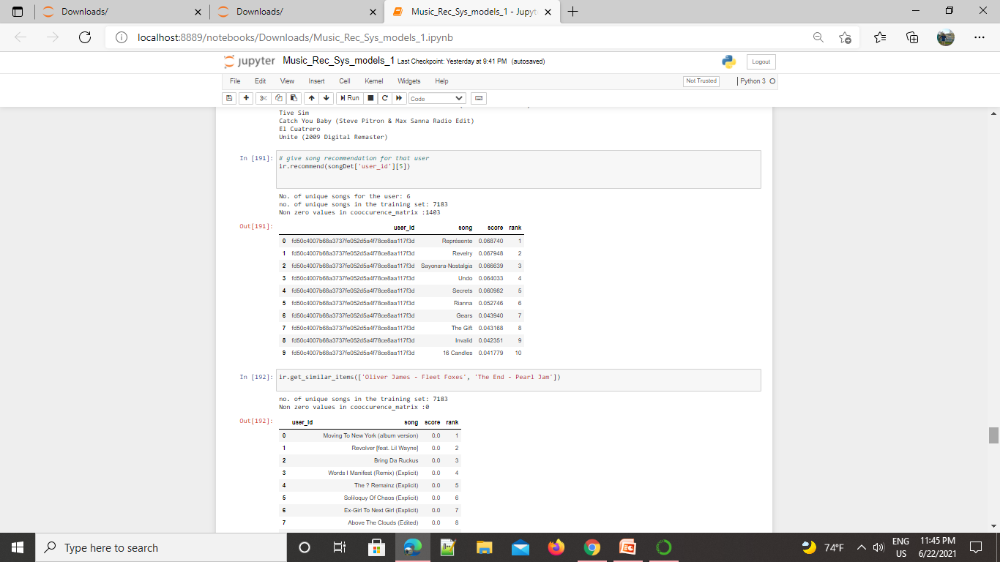 Downloads/
Downloads/
Music_Rec_Sys_models_1 - Jupyt
localhost:8889/notebooks/Downloads/Music_Rec_Sys_models_1.ipynb
jupyter Music_Rec_Sys_models_1 Last Checkpoint: Yesterday at 9:41 PM (autosaved)
Logout
File Edit View Insert Cell Kernel Widgets Help
Not Trusted
Python 3
Run
Code
Tive Sim
Catch You Baby (Steve Pitron & Max Sanna Radio Edit)
El Cuatrero
Unite (2009 Digital Remaster)
In [191]: # give song recommendation for that user
ir.recommend(songDet['user_id'][5])
No. of unique songs for the user: 6
no. of unique songs in the training set: 7183
Non zero values in cooccurence_matrix :1403
Out[191]:
user_id song score rank
0 fd50c4007b68a3737fe052d5a4f78ce8aa117f3d Représente 0.068740 1
1 fd50c4007b68a3737fe052d5a4f78ce8aa117f3d Revelry 0.067948 2
2 fd50c4007b68a3737fe052d5a4f78ce8aa117f3d Sayonara-Nostalgia 0.066639 3
3 fd50c4007b68a3737fe052d5a4f78ce8aa117f3d Undo 0.064033 4
4 fd50c4007b68a3737fe052d5a4f78ce8aa117f3d Secrets 0.060982 5
5 fd50c4007b68a3737fe052d5a4f78ce8aa117f3d Rianna 0.052746 6
6 fd50c4007b68a3737fe052d5a4f78ce8aa117f3d Gears 0.043940 7
7 fd50c4007b68a3737fe052d5a4f78ce8aa117f3d The Gift 0.043168 8
8 fd50c4007b68a3737fe052d5a4f78ce8aa117f3d Invalid 0.042351 9
9 fd50c4007b68a3737fe052d5a4f78ce8aa117f3d 16 Candles 0.041779 10
In [192]: ir.get_similar_items(['Oliver James - Fleet Foxes', 'The End - Pearl Jam'])
no. of unique songs in the training set: 7183
Non zero values in cooccurence_matrix :0
Out[192]:
user_id song score rank
0 Moving To New York (album version) 0.0 1
1 Revolver [feat. Lil Wayne] 0.0 2
2 Bring Da Ruckus 0.0 3
3 Words I Manifest (Remix) (Explicit) 0.0 4
4 The ? Remainz (Explicit) 0.0 5
5 Soliloquy Of Chaos (Explicit) 0.0 6
6 Ex-Girl To Next Girl (Explicit) 0.0 7
7 Above The Clouds (Edited) 0.0 8
Type here to search
74°F
ENG
US
11:45 PM
6/22/2021